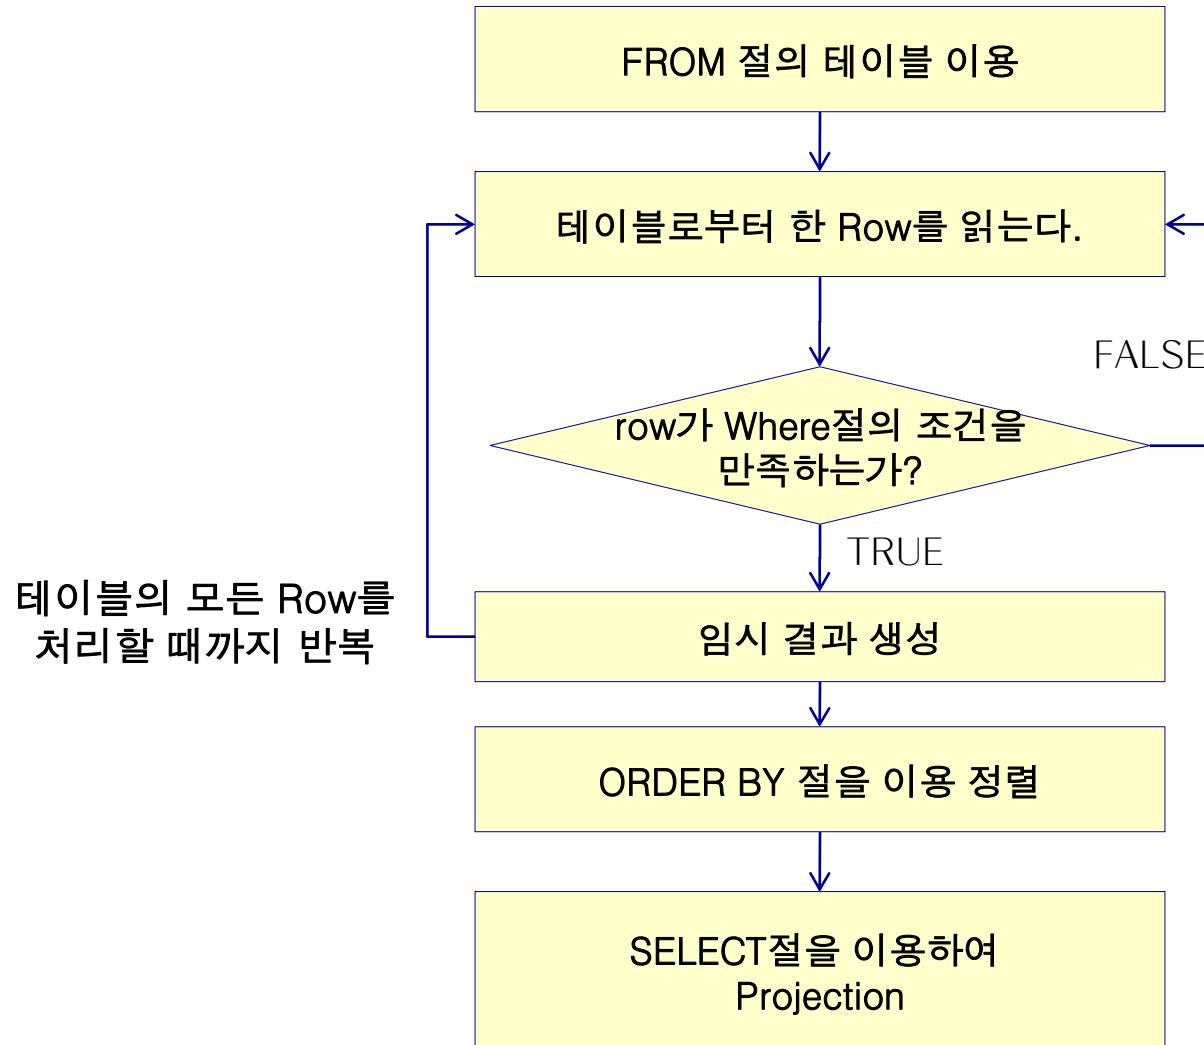 FROM 절의 테이블 이용
테이블로부터 한 Row를 읽는다.
FALSE
row가 Where절의 조건을
만족하는가?
TRUE
테이블의 모든 Row를
처리할 때까지 반복
임시 결과 생성
ORDER BY 절을 이용 정렬
SELECT절을 이용하여
Projection